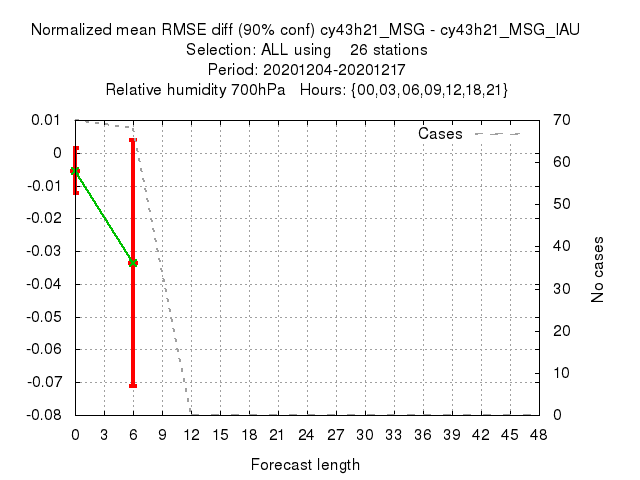 Normalized mean RMSE diff (90% conf) cy43h21_MSG - cy43h21_MSG_IAU
Selection: ALL using    26 stations
Period: 20201204-20201217
Relative humidity 700hPa   Hours: {00,03,06,09,12,18,21}
Cases
0.01
0
-0.01
-0.02
-0.03
-0.04
-0.05
-0.06
-0.07
-0.08
70
60
50
40
30
20
10
0
No cases
0 3 6 9 12 15 18 21 24 27 30 33 36 39 42 45 48
Forecast length